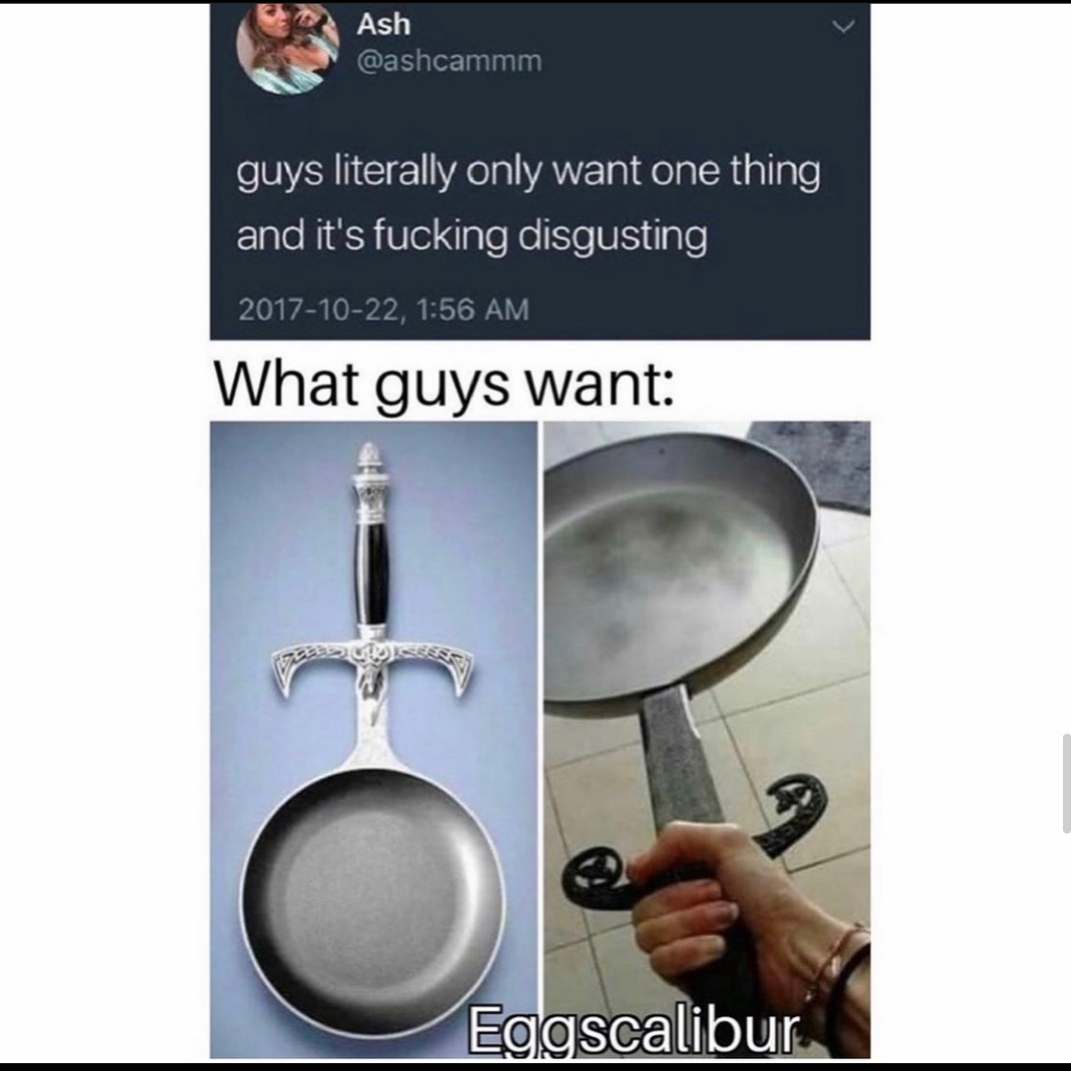 Ash
@ashcammm
guys literally only want one thing
and it's fucking disgusting
2017-10-22, 1:56 AM
What guys want:
Eggscalibur